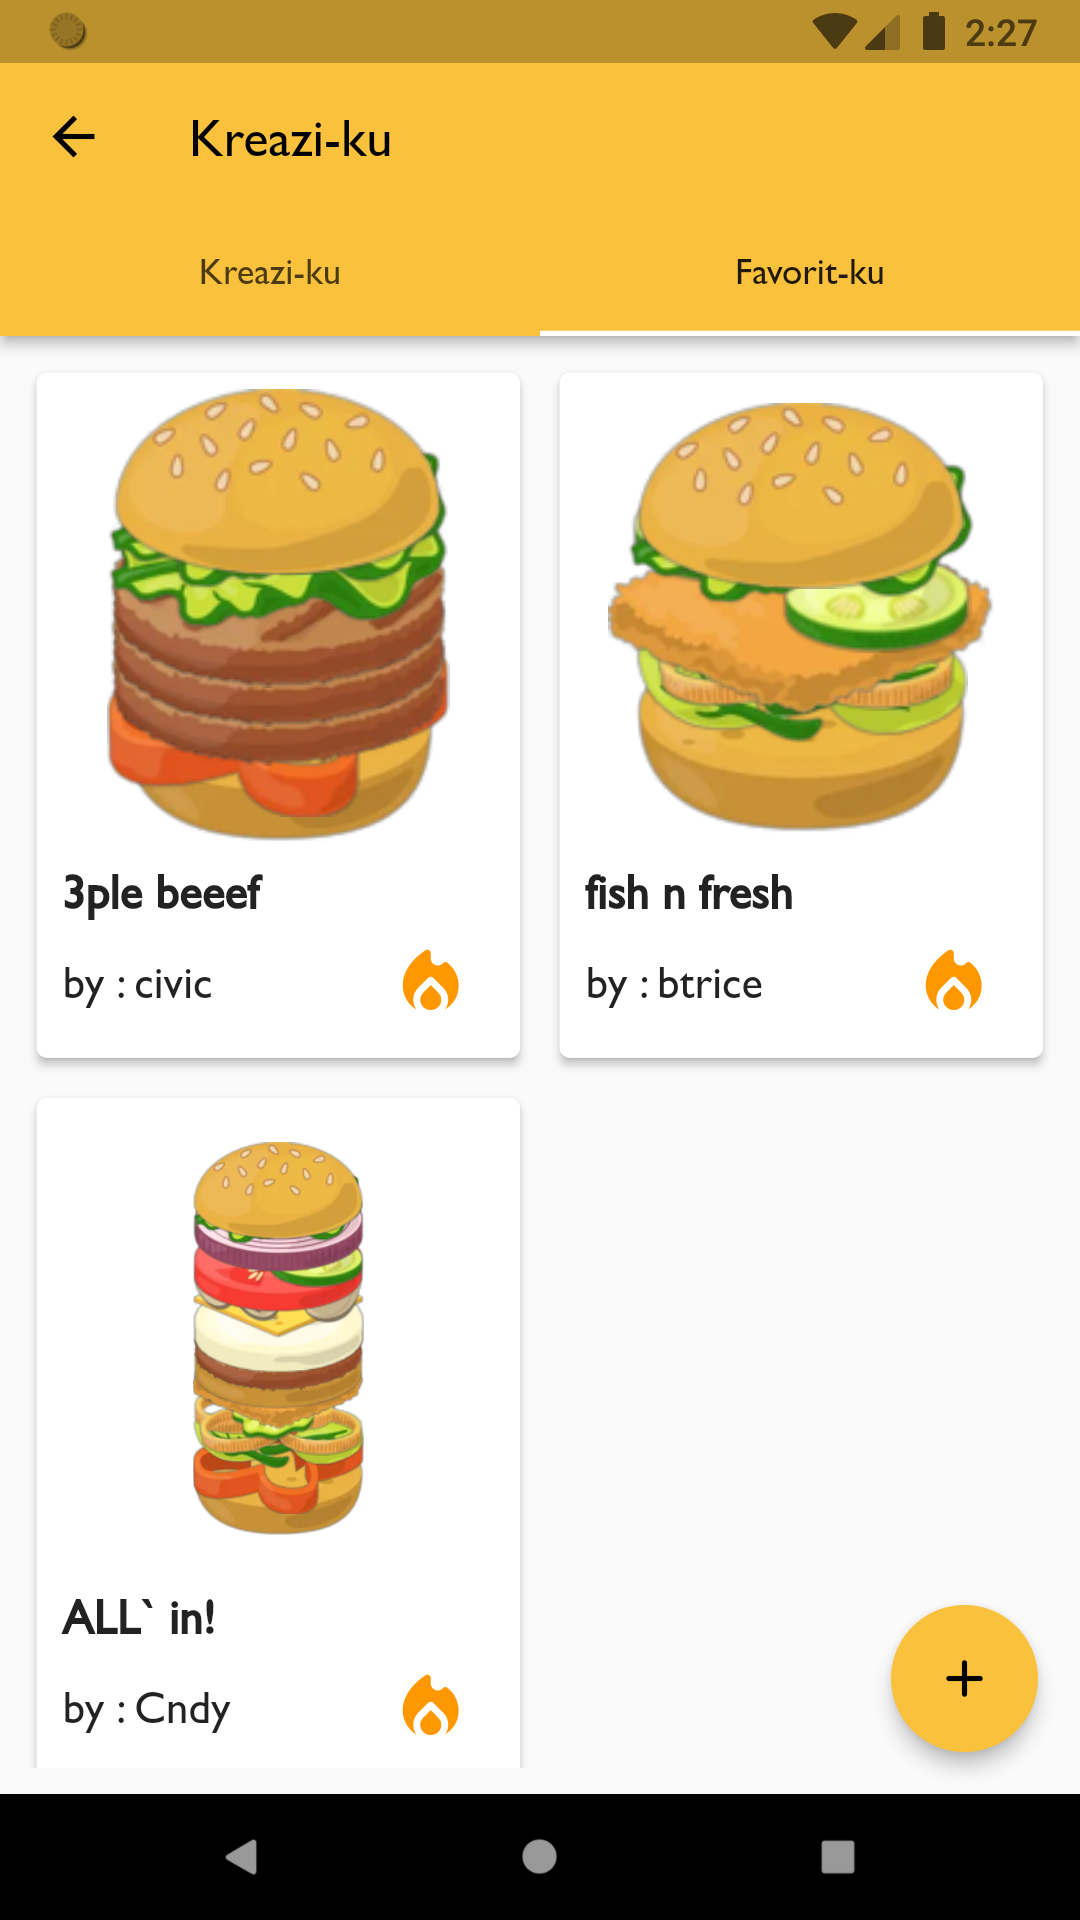 2:27
Kreazi-ku
Kreazi-ku
Favorit-ku
3ple beeef
by : civic
fish n fresh
by : btrice
ALL` in!
by : Cndy